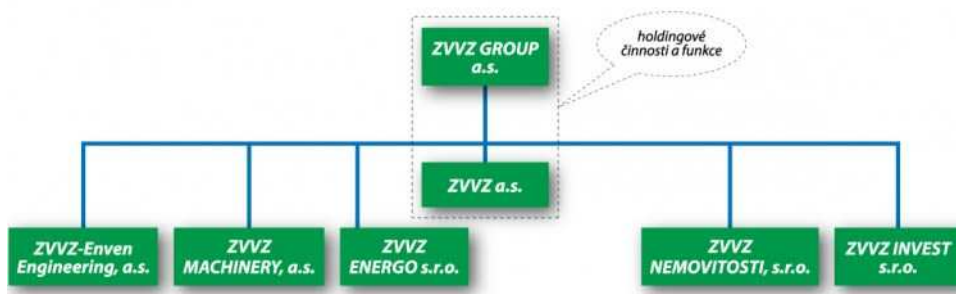 ZVVZ GROUP
a.s.
holdingové
činnosti a funkce
ZVVZ a.s.
ZVVZ-Enven
Engineering, a.s.
ZVVZ
MACHINERY, a.s.
ZVVZ
ENERGO s.r.o.
ZVVZ
NEMOVITOSTI, s.r.o.
ZVVZ INVEST
s.r.o.